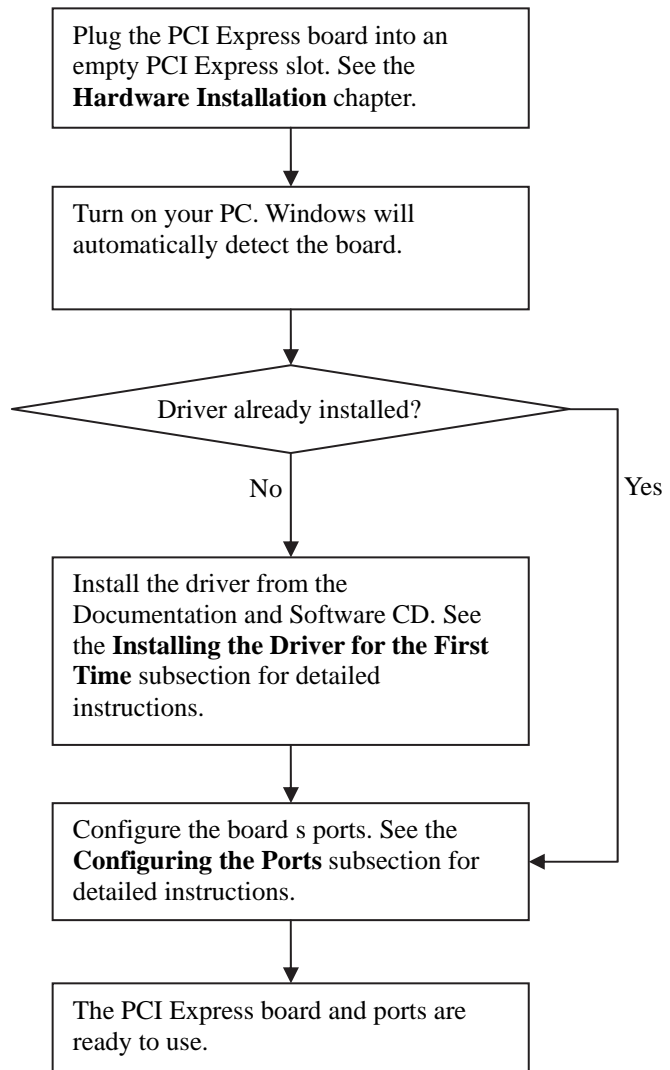 Plug the PCI Express board into an
empty PCI Express slot. See the
Hardware Installation chapter.
Turn on your PC. Windows will
automatically detect the board.
Driver already installed?
No
Yes
Install the driver from the
Documentation and Software CD. See
the Installing the Driver for the First
Time subsection for detailed
instructions.
Configure the board s ports. See the
Configuring the Ports subsection for
detailed instructions.
The PCI Express board and ports are
ready to use.